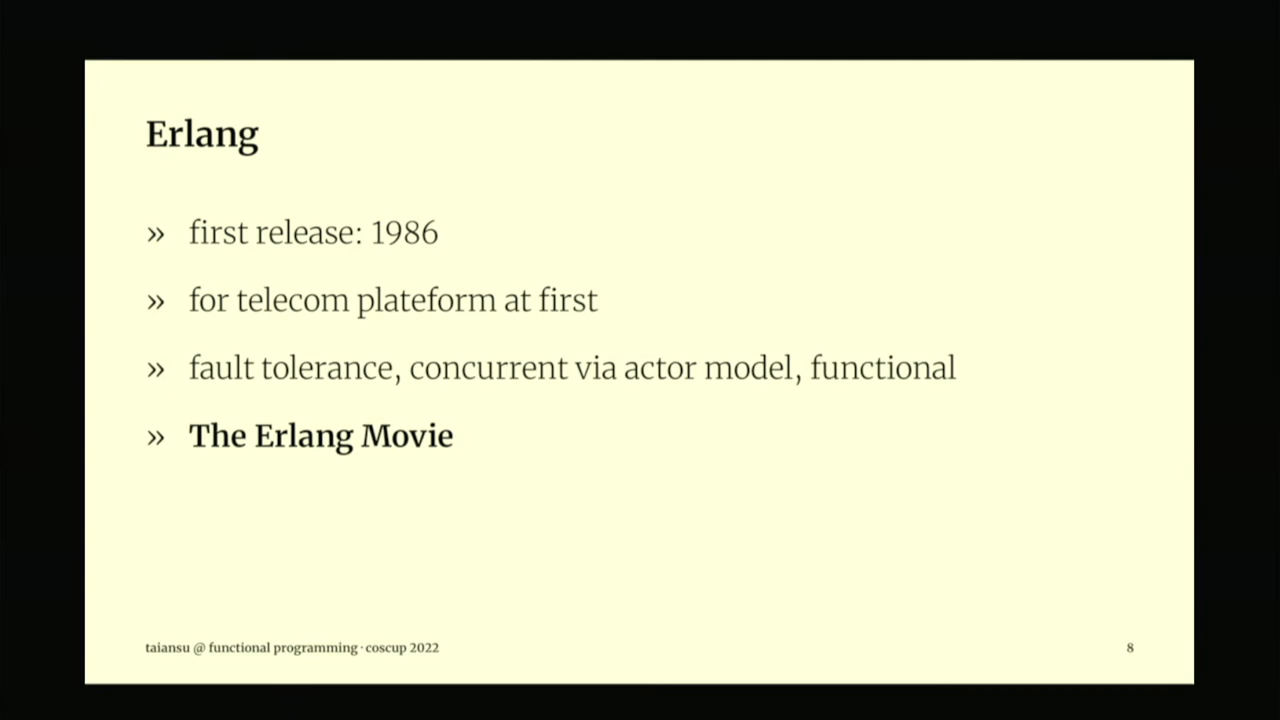 Erlang
» first release: 1986
» for telecom plateform at first
» fault tolerance, concurrent via actor model, functional
» The Erlang Movie
taiansu @ functional programming · coscup 2022
8